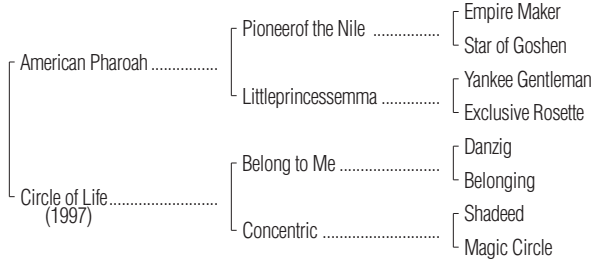 Empire Maker
Pioneerof the Nile ................
Star of Goshen
American Pharoah ................
Yankee Gentleman
Littleprincessemma ..............
Exclusive Rosette
Danzig
Belong to Me ........................
Belonging
Circle of Life..........................
(1997)
Shadeed
Concentric ............................
Magic Circle